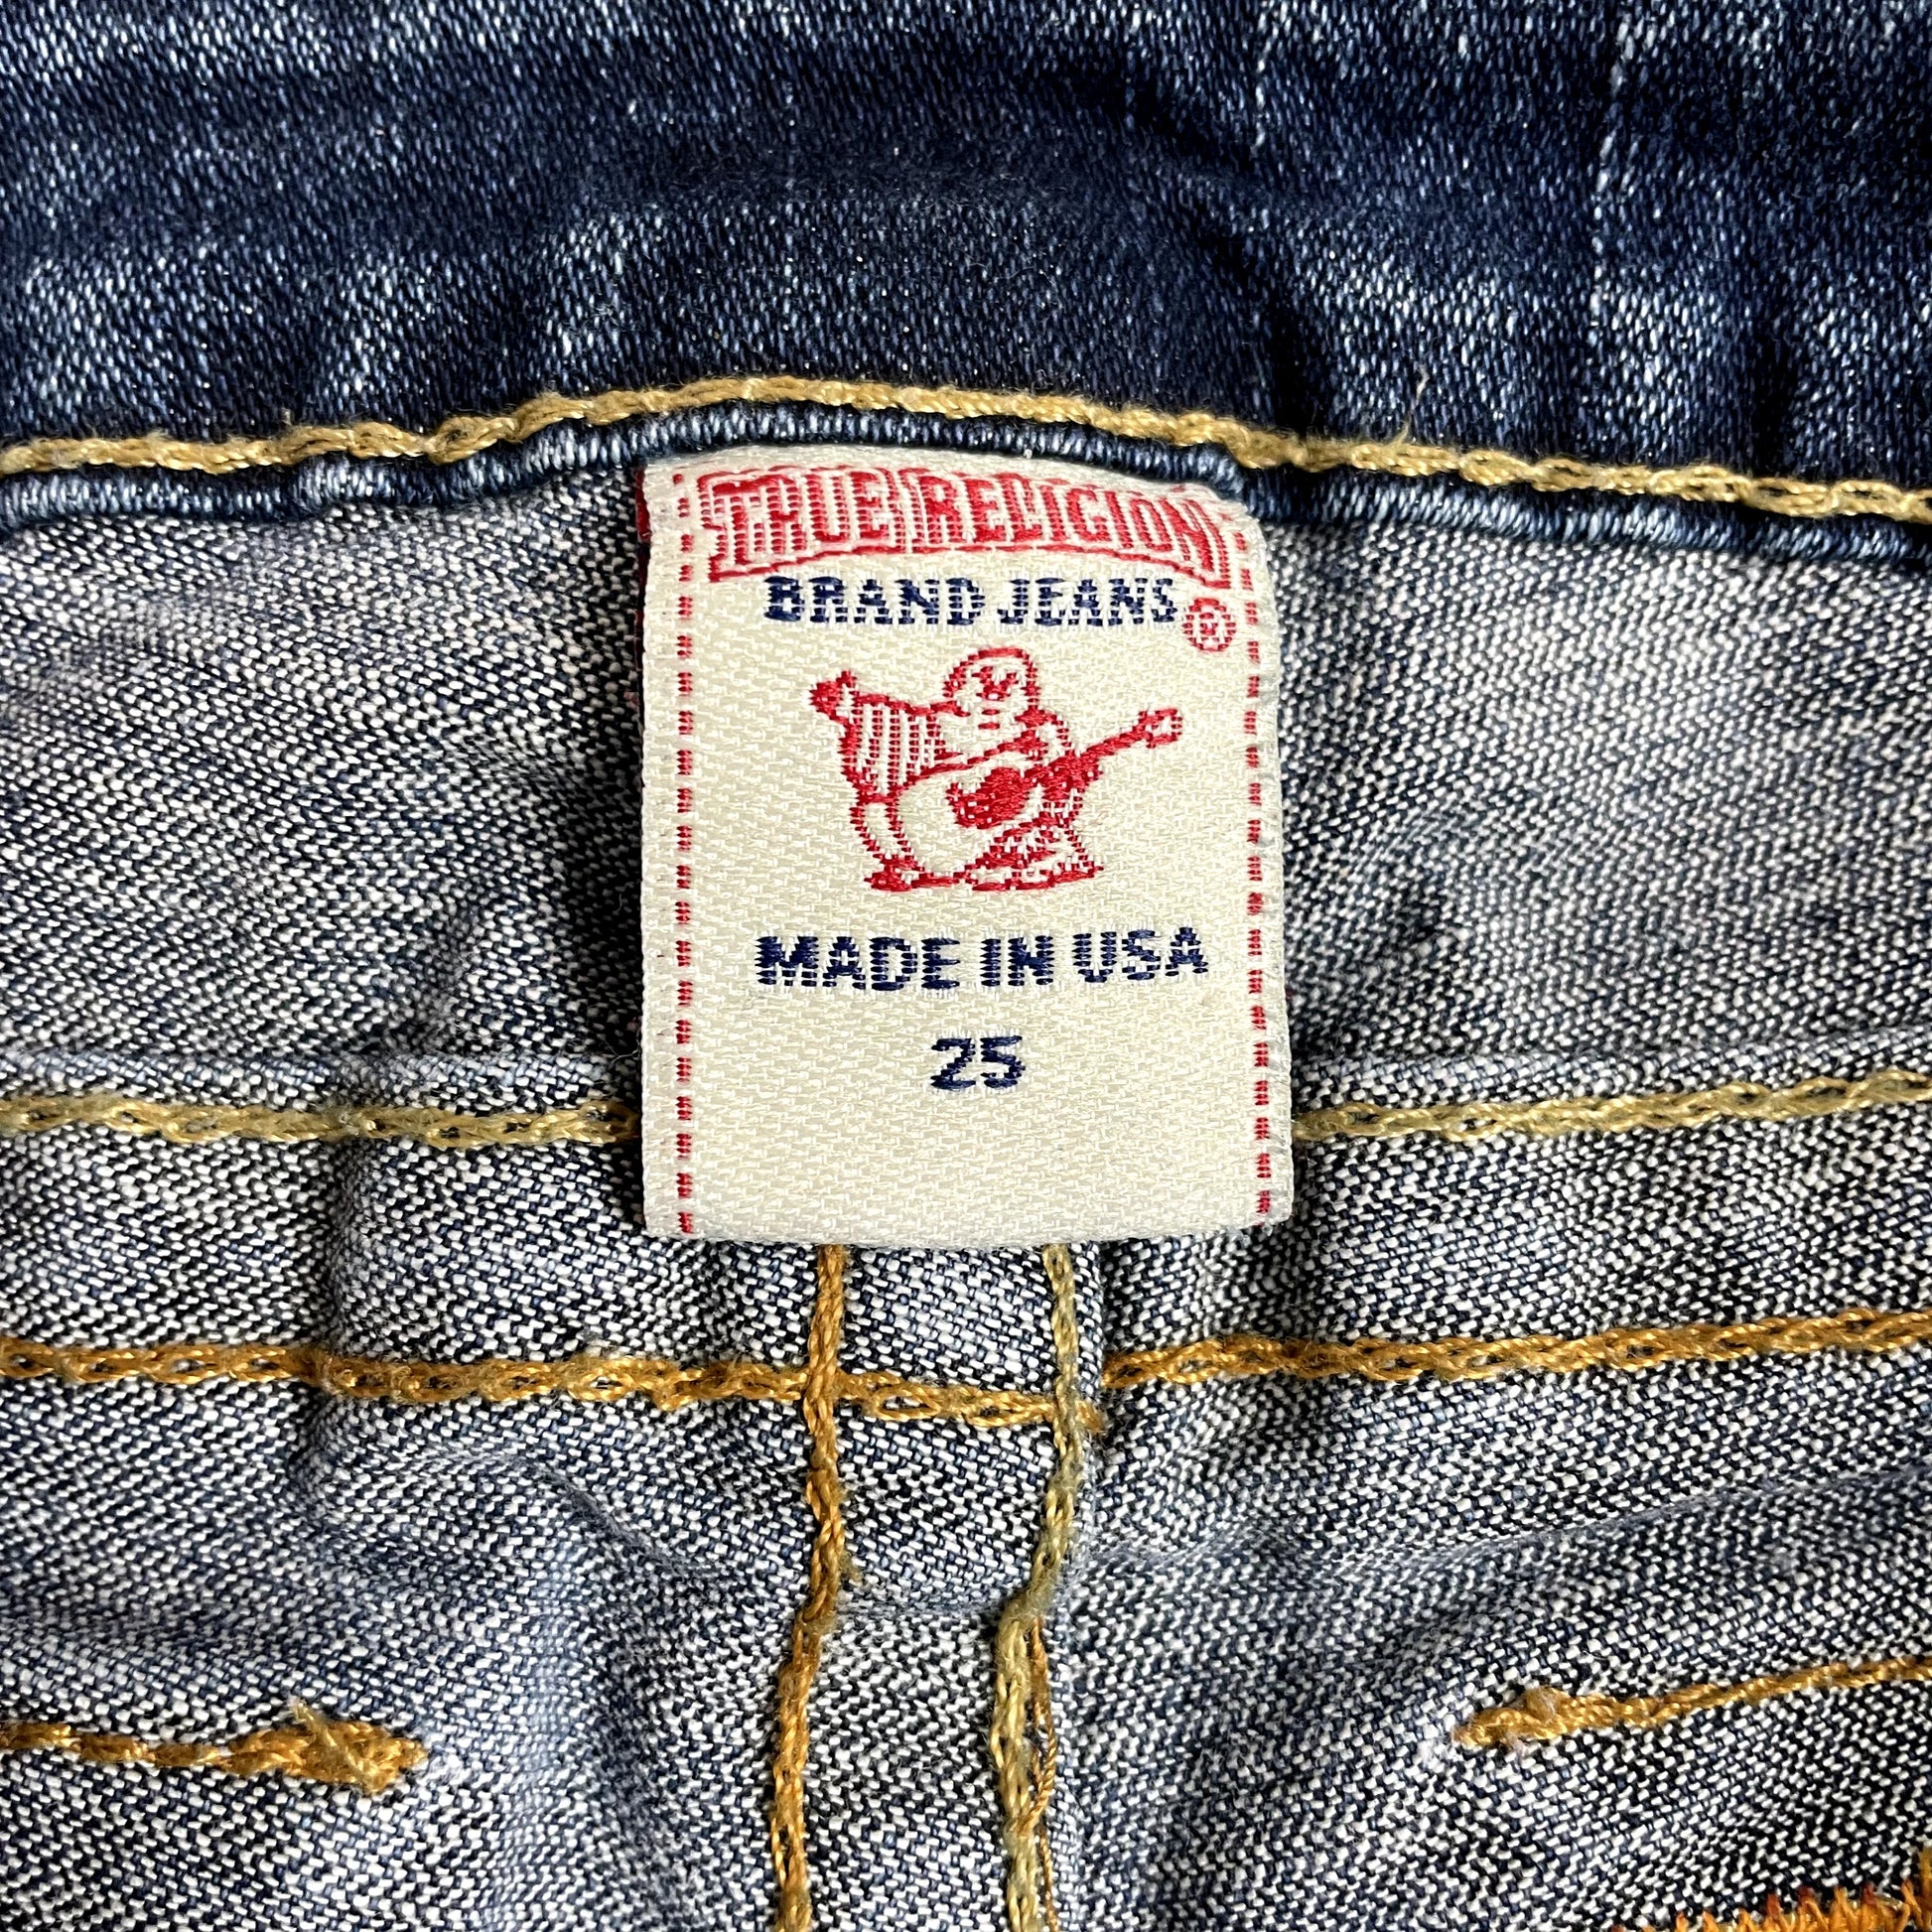 TRUE RELIGION
BRAND JEANS ®
MADE IN USA
25